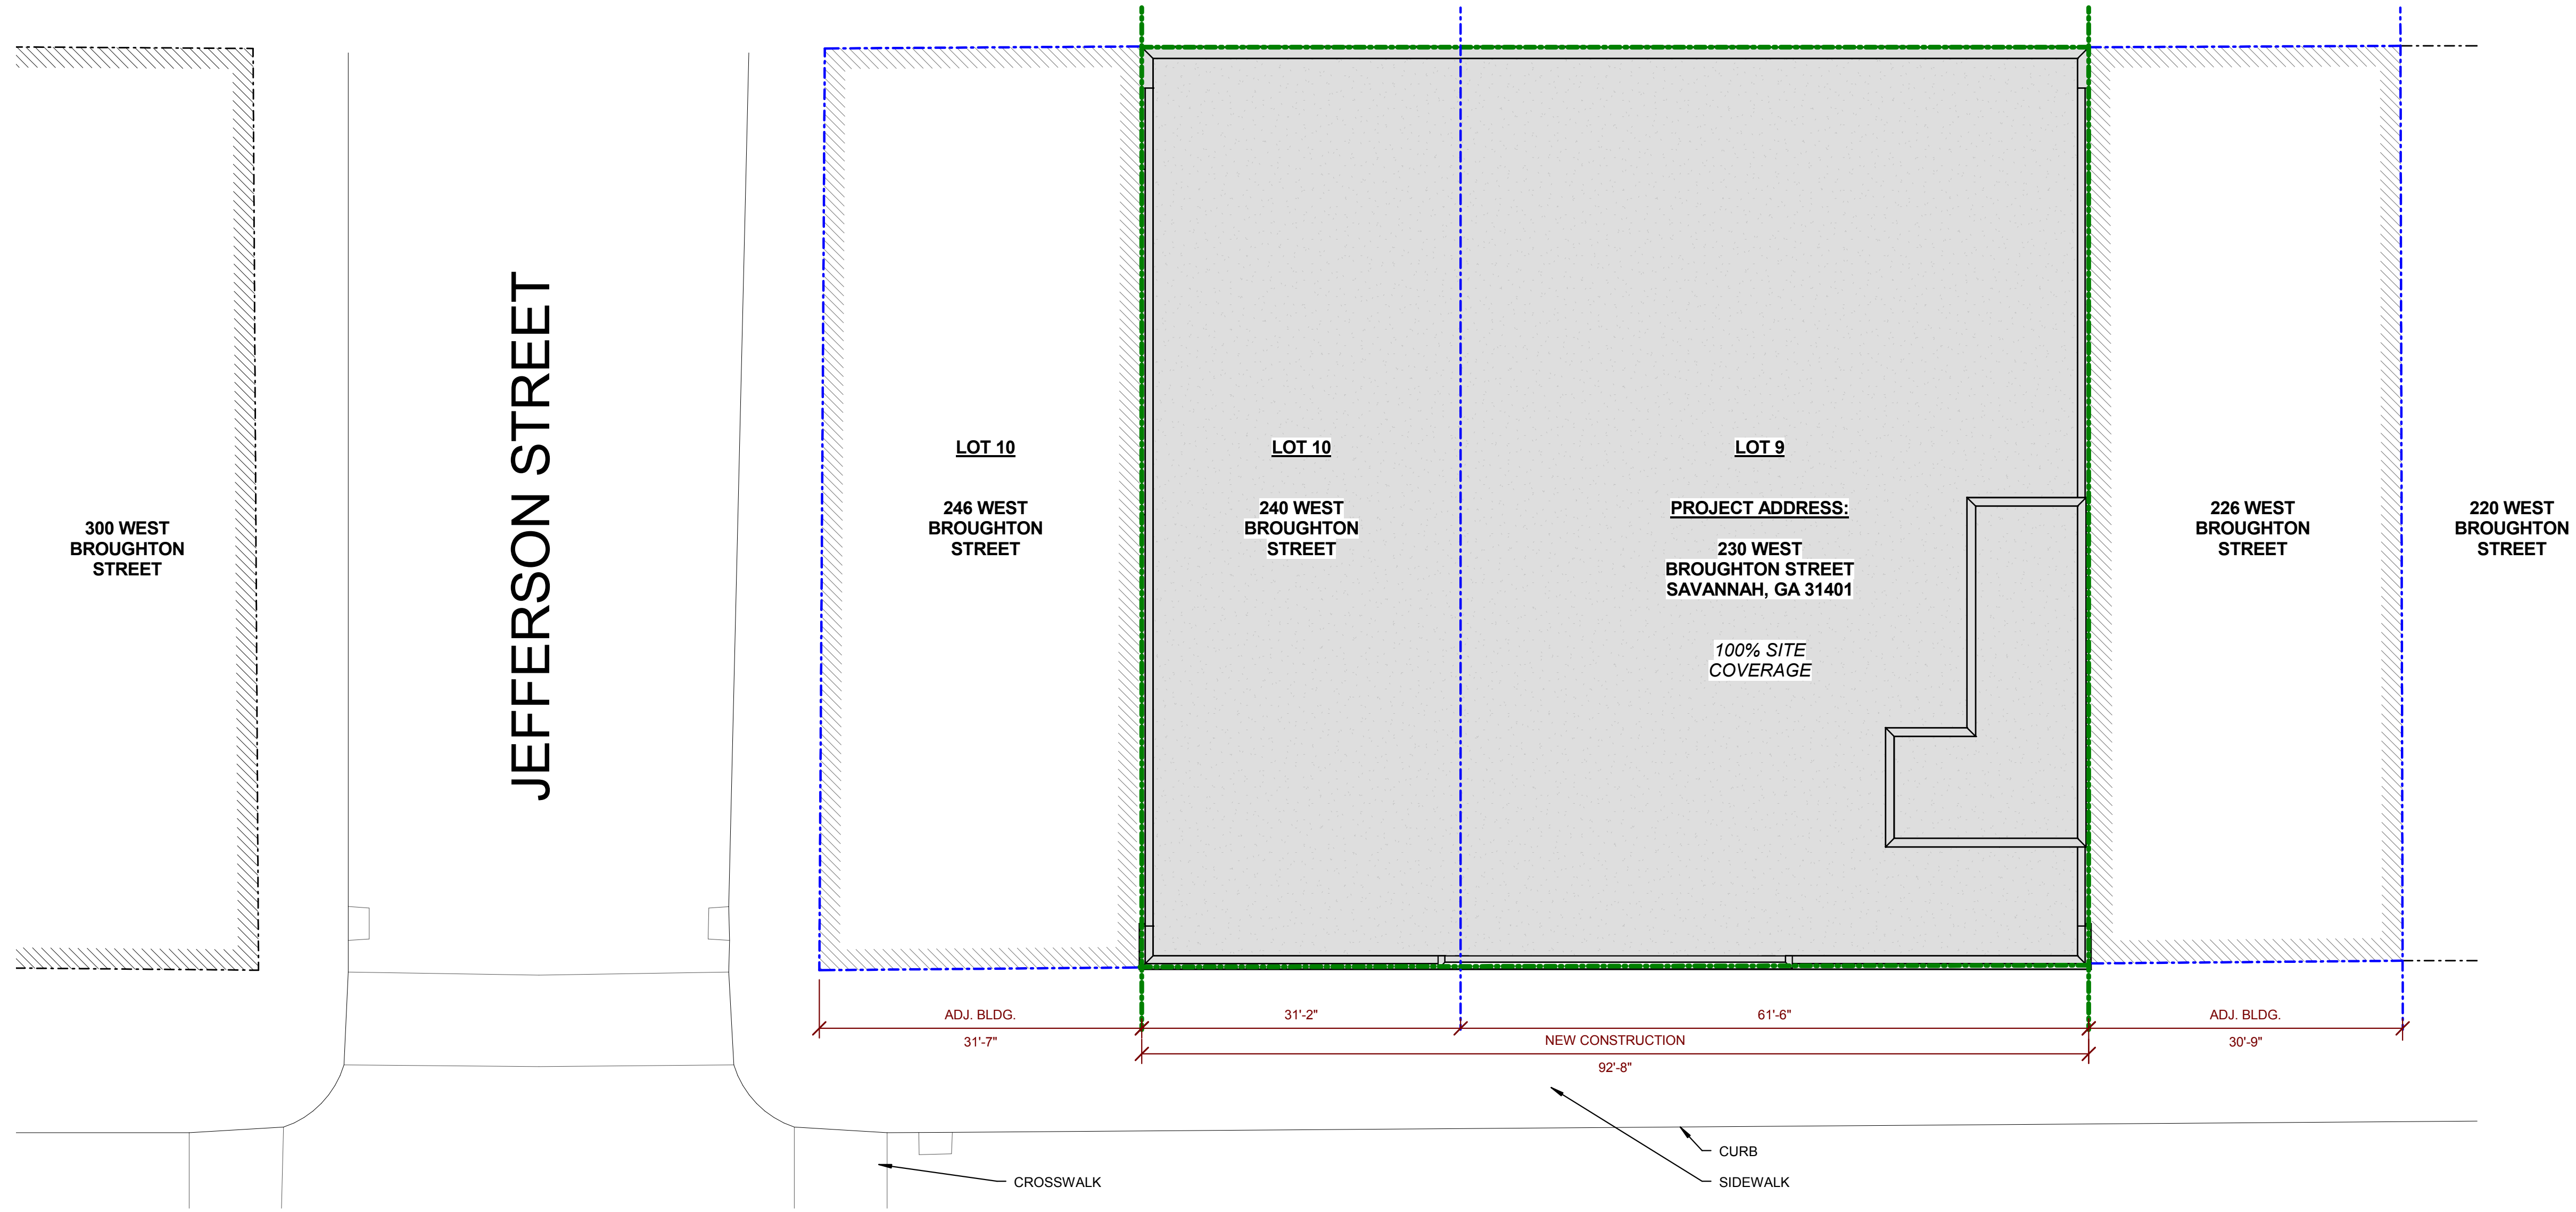 300 WEST
BROUGHTON
STREET
JEFFERSON STREET
LOT 10
246 WEST
BROUGHTON
STREET
LOT 10
240 WEST
BROUGHTON
STREET
LOT 9
PROJECT ADDRESS:
230 WEST
BROUGHTON STREET
SAVANNAH, GA 31401
100% SITE
COVERAGE
226 WEST
BROUGHTON
STREET
220 WEST
BROUGHTON
STREET
ADJ. BLDG.
31'-7"
31'-2"
61'-6"
NEW CONSTRUCTION
92'-8"
ADJ. BLDG.
30'-9"
CURB
SIDEWALK
CROSSWALK